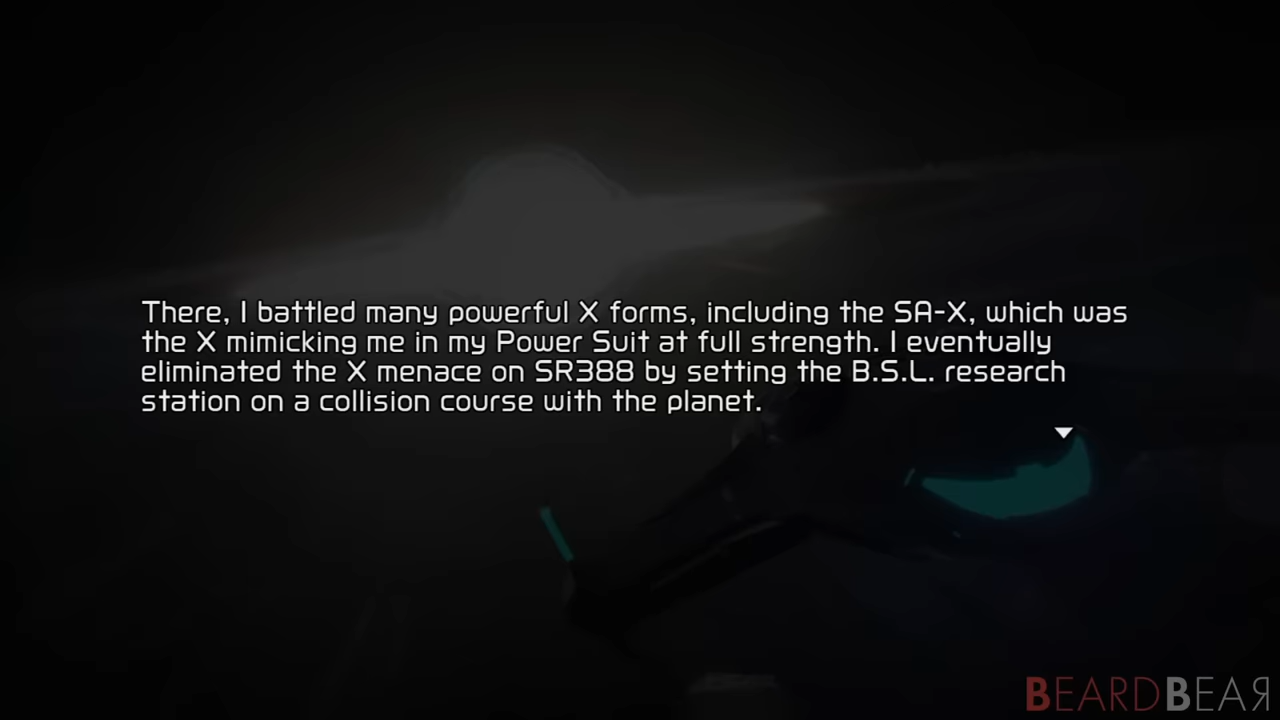 There, I battled many powerful X forms, including the SA-X, which was
the X mimicking me in my Power Suit at full strength. I eventually
eliminated the X menace on SR388 by setting the B.S.L. research
station on a collision course with the planet.
BEARDBEAR